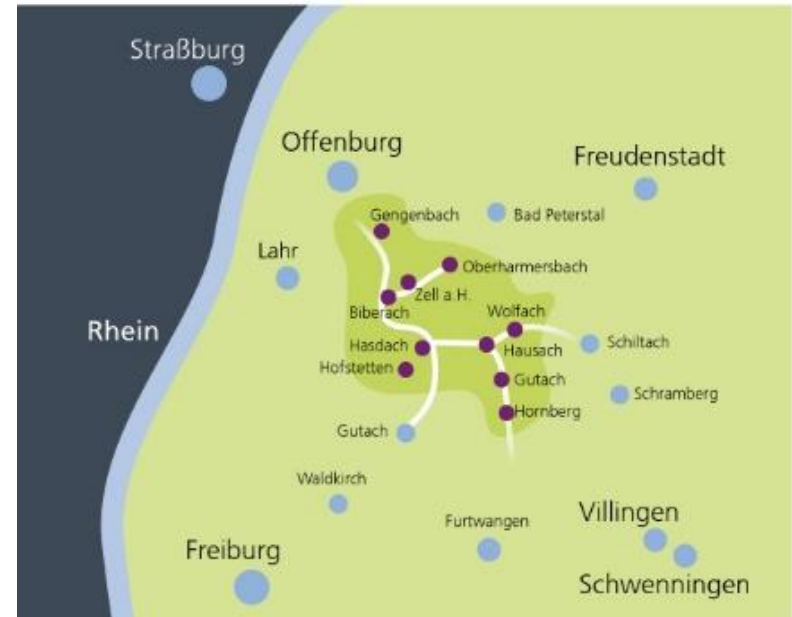 Straßburg
Offenburg
Freudenstadt
Gengenbach
Bad Peterstal
Lahr
Oberharmersbach
Zell a.H.
Biberach
Wolfach
Rhein
Hasdach
Hausach
Schiltach
Hofstetten
Gutach
Schramberg
Hornberg
Gutach
Waldkirch
Furtwangen
Villingen
Freiburg
Schwenningen